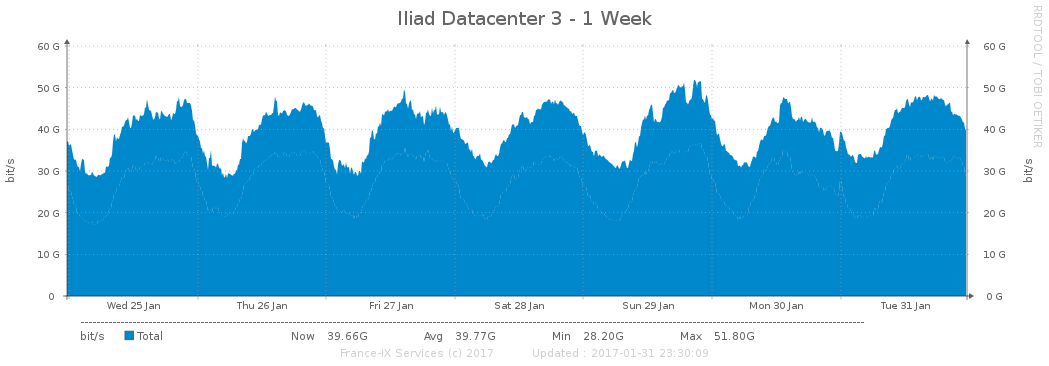 Iliad Datacenter 3 - 1 Week
RRDTOOL / TOBI OETIKER
60 G 60 G
50 G 50 G
40 G 40 G
30 G 30 G
20 G 20 G
10 G 10 G
0 0 G
bit/s bit/s
Wed 25 Jan Thu 26 Jan Fri 27 Jan Sat 28 Jan Sun 29 Jan Mon 30 Jan Tue 31 Jan
bit/s Total Now 39.66G Avg 39.77G Min 28.20G Max 51.80G
France-IX Services (c) 2017 Updated : 2017-01-31 23:30:09